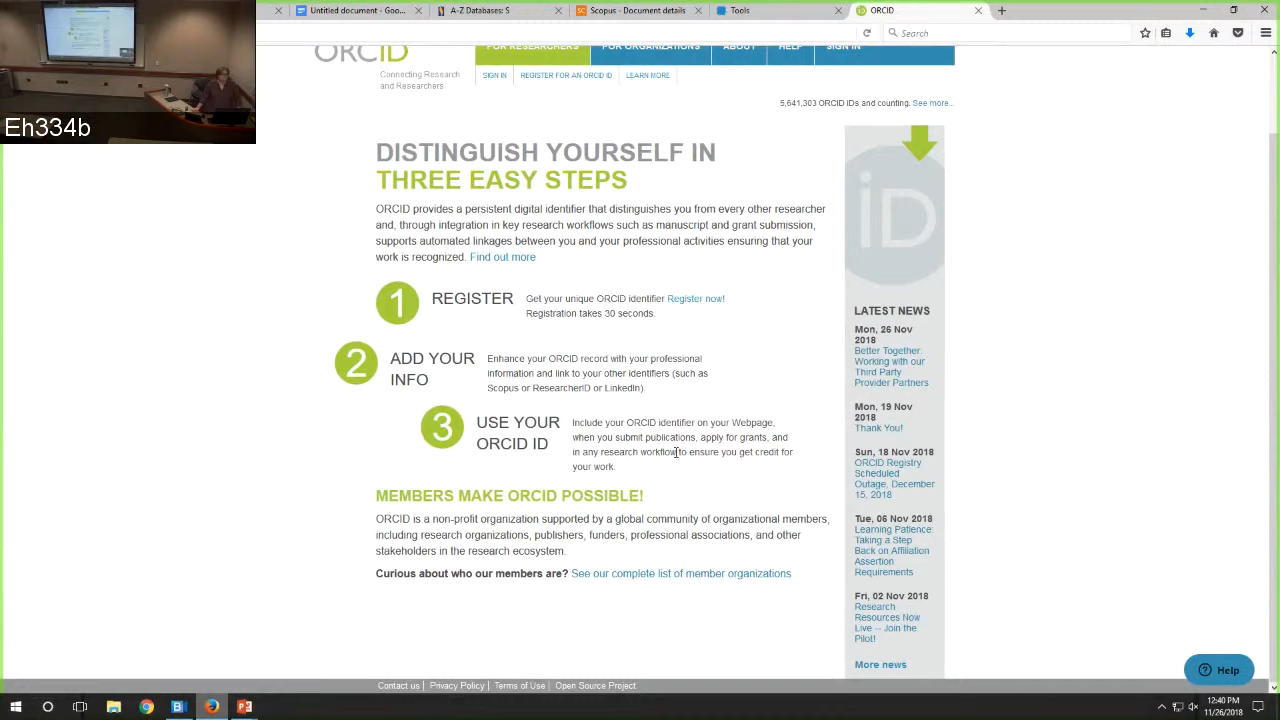 Untitled document - Goo...
A-Z Databases
Scopus - Document details
ORCID
Search
ORCID
FOR RESEARCHERS
FOR ORGANIZATIONS
ABOUT
HELP
SIGN IN
Connecting Research
and Researchers
SIGN IN
REGISTER FOR AN ORCID ID
LEARN MORE
5,641,303 ORCID iDs and counting. See more...
Eh334b
DISTINGUISH YOURSELF IN
THREE EASY STEPS
ORCID provides a persistent digital identifier that distinguishes you from every other researcher
and, through integration in key research workflows such as manuscript and grant submission,
supports automated linkages between you and your professional activities ensuring that your
work is recognized. Find out more
1
REGISTER
Get your unique ORCID identifier Register now!
Registration takes 30 seconds.
2
ADD YOUR
INFO
Enhance your ORCID record with your professional
information and link to your other identifiers (such as
Scopus or ResearcherID or LinkedIn).
3
USE YOUR
ORCID ID
Include your ORCID identifier on your Webpage,
when you submit publications, apply for grants, and
in any research workflow to ensure you get credit for
your work.
MEMBERS MAKE ORCID POSSIBLE!
ORCID is a non-profit organization supported by a global community of organizational members,
including research organizations, publishers, funders, professional associations, and other
stakeholders in the research ecosystem.
Curious about who our members are? See our complete list of member organizations
iD
LATEST NEWS
Mon, 26 Nov
2018
Better Together:
Working with our
Third Party
Provider Partners
Mon, 19 Nov
2018
Thank You!
Sun, 18 Nov 2018
ORCID Registry
Scheduled
Outage, December
15, 2018
Tue, 06 Nov 2018
Learning Patience:
Taking a Step
Back on Affiliation
Assertion
Requirements
Fri, 02 Nov 2018
Research
Resources Now
Live -- Join the
Pilot!
More news
Help
Contact us
Privacy Policy
Terms of Use
Open Source Project
12:40 PM
11/26/2018